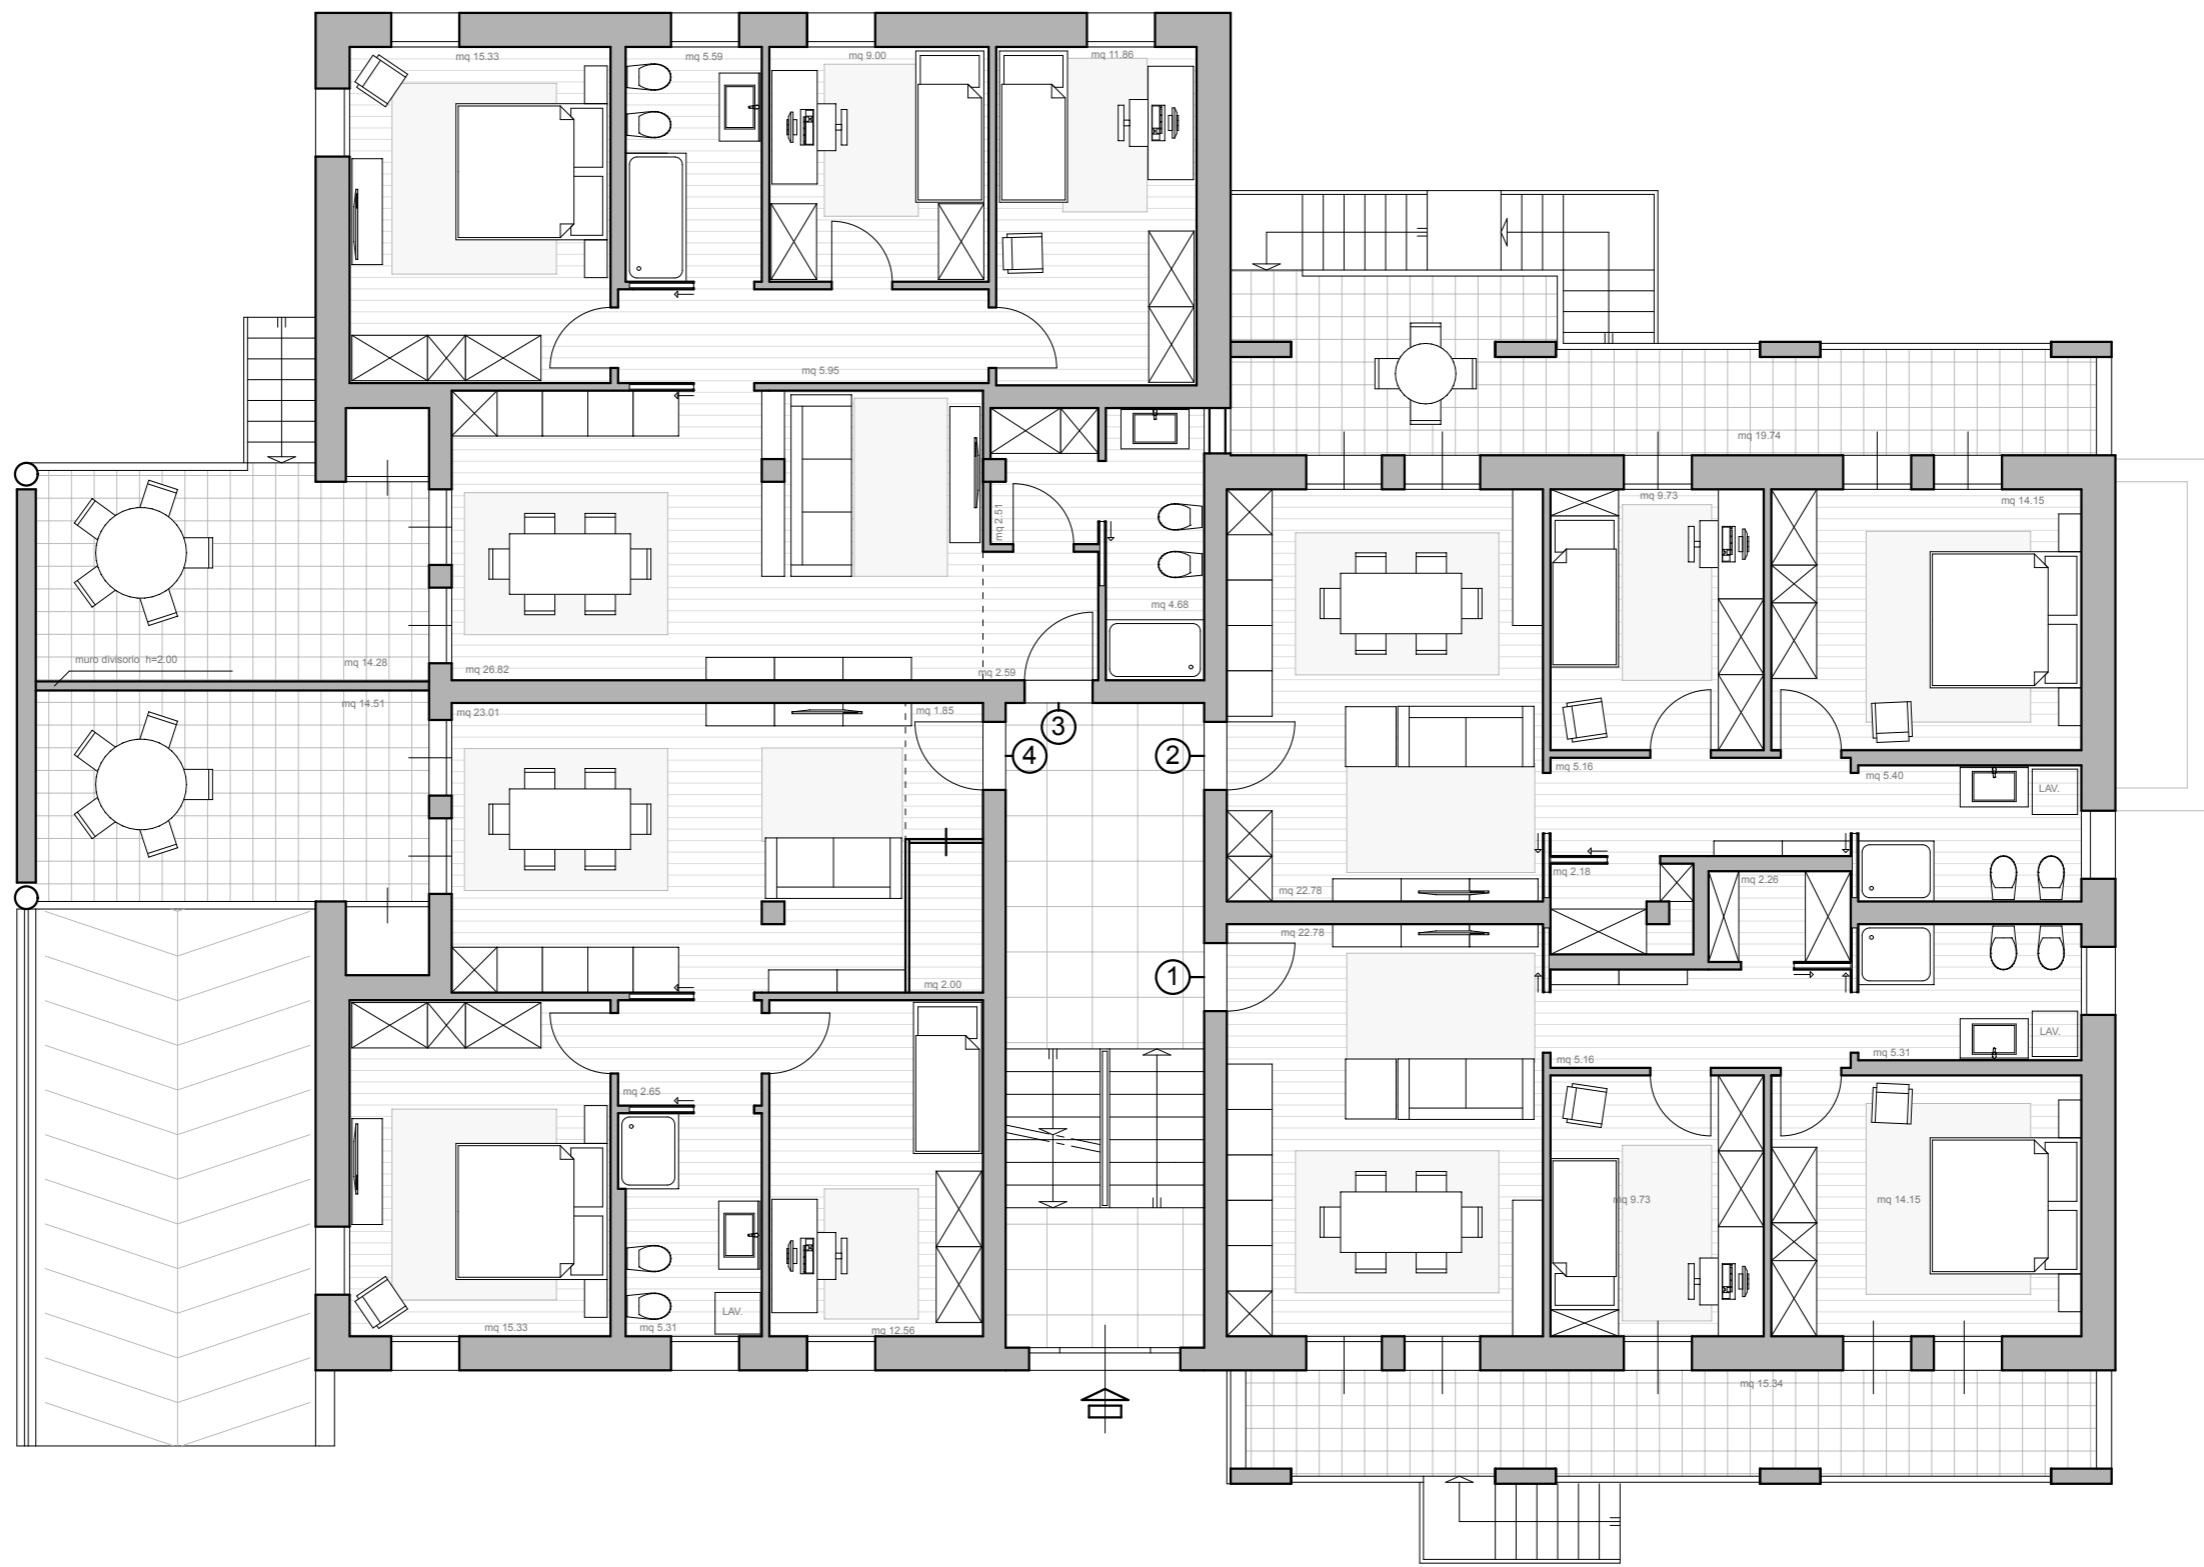 mq 15.33
mq 5.59
mq 9.00
mq 11.86
mq 5.95
mq 19.74
mq 9.73
mq 14.15
mq 2.51
mq 4.68
muro divisorio h=2.00
mq 14.28
mq 26.82
mq 2.59
mq 14.51
mq 23.01
mq 1.85
3
4
2
mq 5.16
mq 5.40
LAV.
mq 22.78
mq 2.18
mq 2.26
mq 22.78
1
mq 2.00
LAV.
mq 5.16
mq 5.31
mq 2.65
mq 9.73
mq 14.15
LAV.
mq 15.33
mq 5.31
mq 12.56
mq 15.34